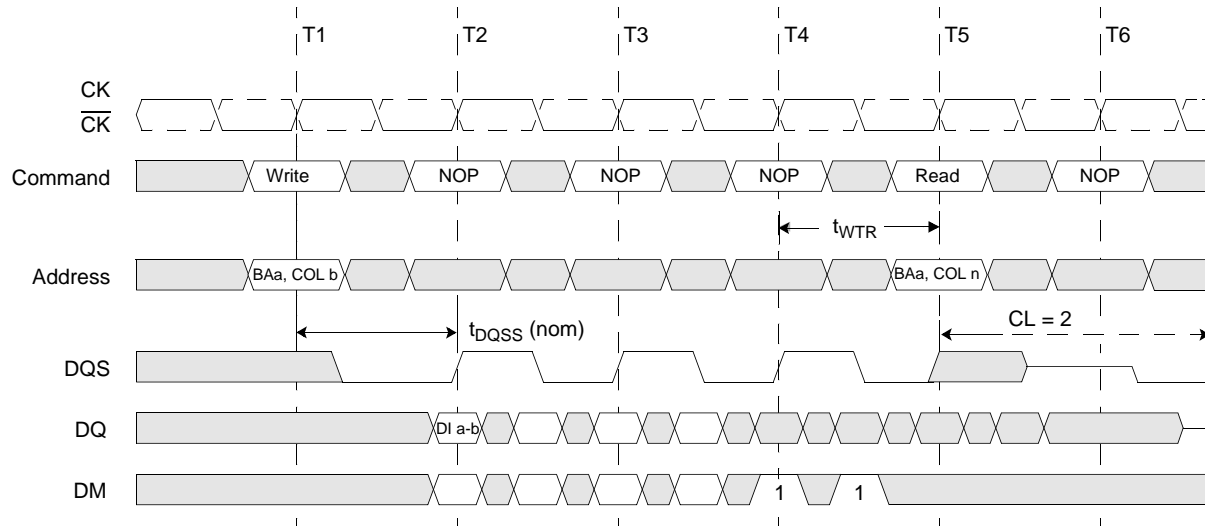 T1 T2 T3 T4 T5 T6
CK
CK
Command Write NOP NOP NOP Read NOP
tWTR
Address BAa, COL b BAa, COL n
tDQSS (nom) CL = 2
DQS
DQ DI a-b
DM 1 1